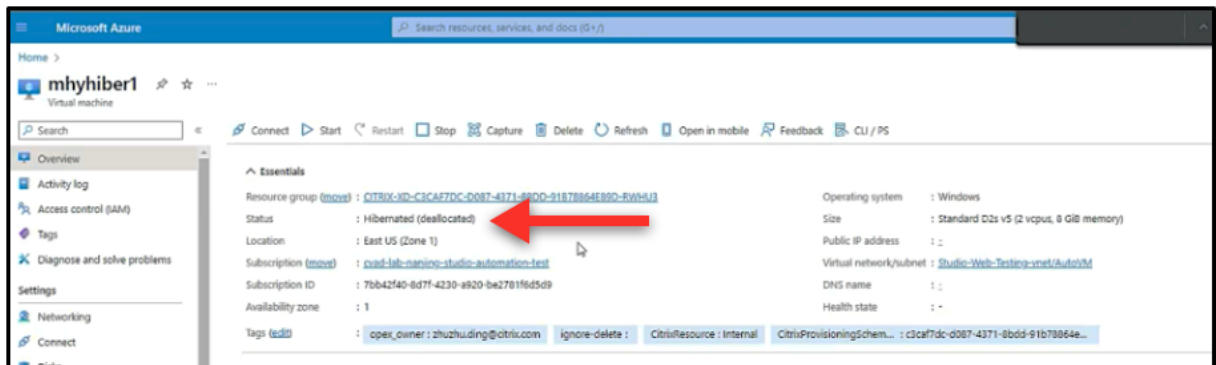 Microsoft Azure
Search resources, services, and docs (G+/)
Home >
mhyhiber1
Virtual machine
Search
Connect Start Restart Stop Capture Delete Refresh Open in mobile Feedback CLI / PS
Overview
Activity log
Access control (IAM)
Tags
Diagnose and solve problems
Settings
Networking
Connect
Essentials
Resource group (move) : CITRIX-XD-C3CAF7DC-D087-4371-8BDD-91B78864E89D-RWHU3
Status : Hibernated (deallocated)
Location : East US (Zone 1)
Subscription (move) : cvad-lab-nanjing-studio-automation-test
Subscription ID : 7bb42f40-8d7f-4230-a920-be2781f6d5d9
Availability zone : 1
Operating system : Windows
Size : Standard D2s v5 (2 vcpus, 8 GiB memory)
Public IP address : -
Virtual network/subnet : Studio-Web-Testing-vnet/AutoVM
DNS name : -
Health state : -
Tags (edit) : opex_owner : zhuzhu.ding@citrix.com ignore-delete : CitrixResource : Internal CitrixProvisioningSchem... : c3caf7dc-d087-4371-8bdd-91b78864e...